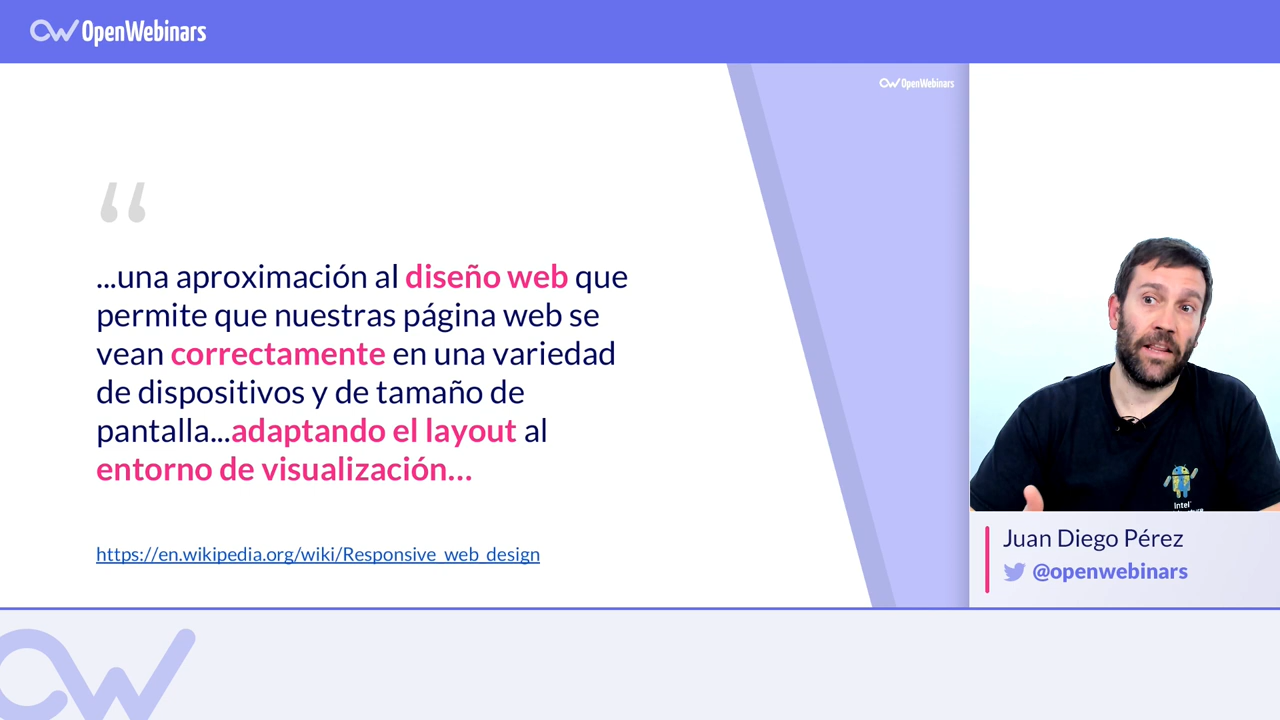 OpenWebinars
OpenWebinars
“
...una aproximación al diseño web que
permite que nuestras página web se
vean correctamente en una variedad
de dispositivos y de tamaño de
pantalla...adaptando el layout al
entorno de visualización...
https://en.wikipedia.org/wiki/Responsive_web_design
Intel
Juan Diego Pérez
@openwebinars